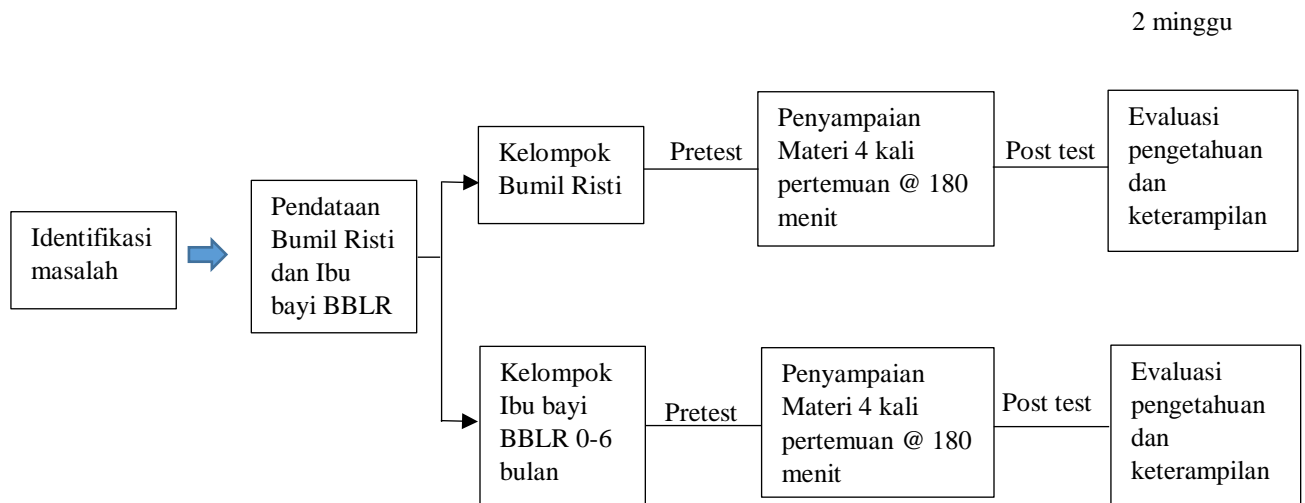 2 minggu
Identifikasi
masalah
Pendataan
Bumil Risti
dan Ibu
bayi BBLR
Kelompok
Bumil Risti
Pretest
Penyampaian
Materi 4 kali
pertemuan @ 180
menit
Post test
Evaluasi
pengetahuan
dan
keterampilan
Kelompok
Ibu bayi
BBLR 0-6
bulan
Pretest
Penyampaian
Materi 4 kali
pertemuan @ 180
menit
Post test
Evaluasi
pengetahuan
dan
keterampilan